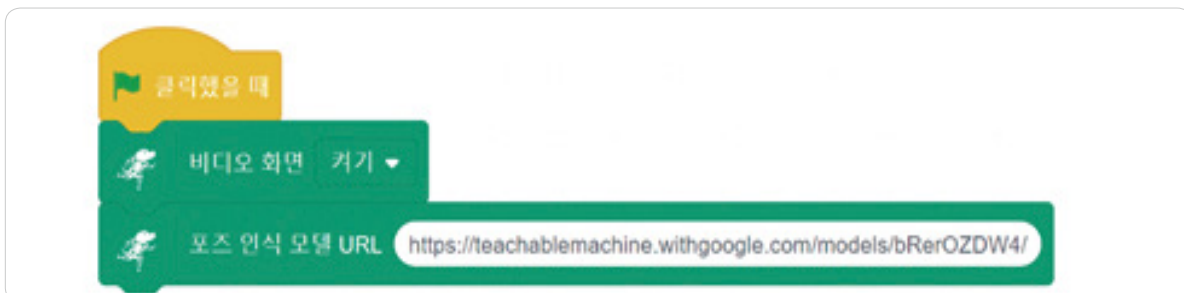 클릭했을 때
비디오 화면 켜기
포즈 인식 모델 URL https://teachablemachine.withgoogle.com/models/bRerOZDW4/